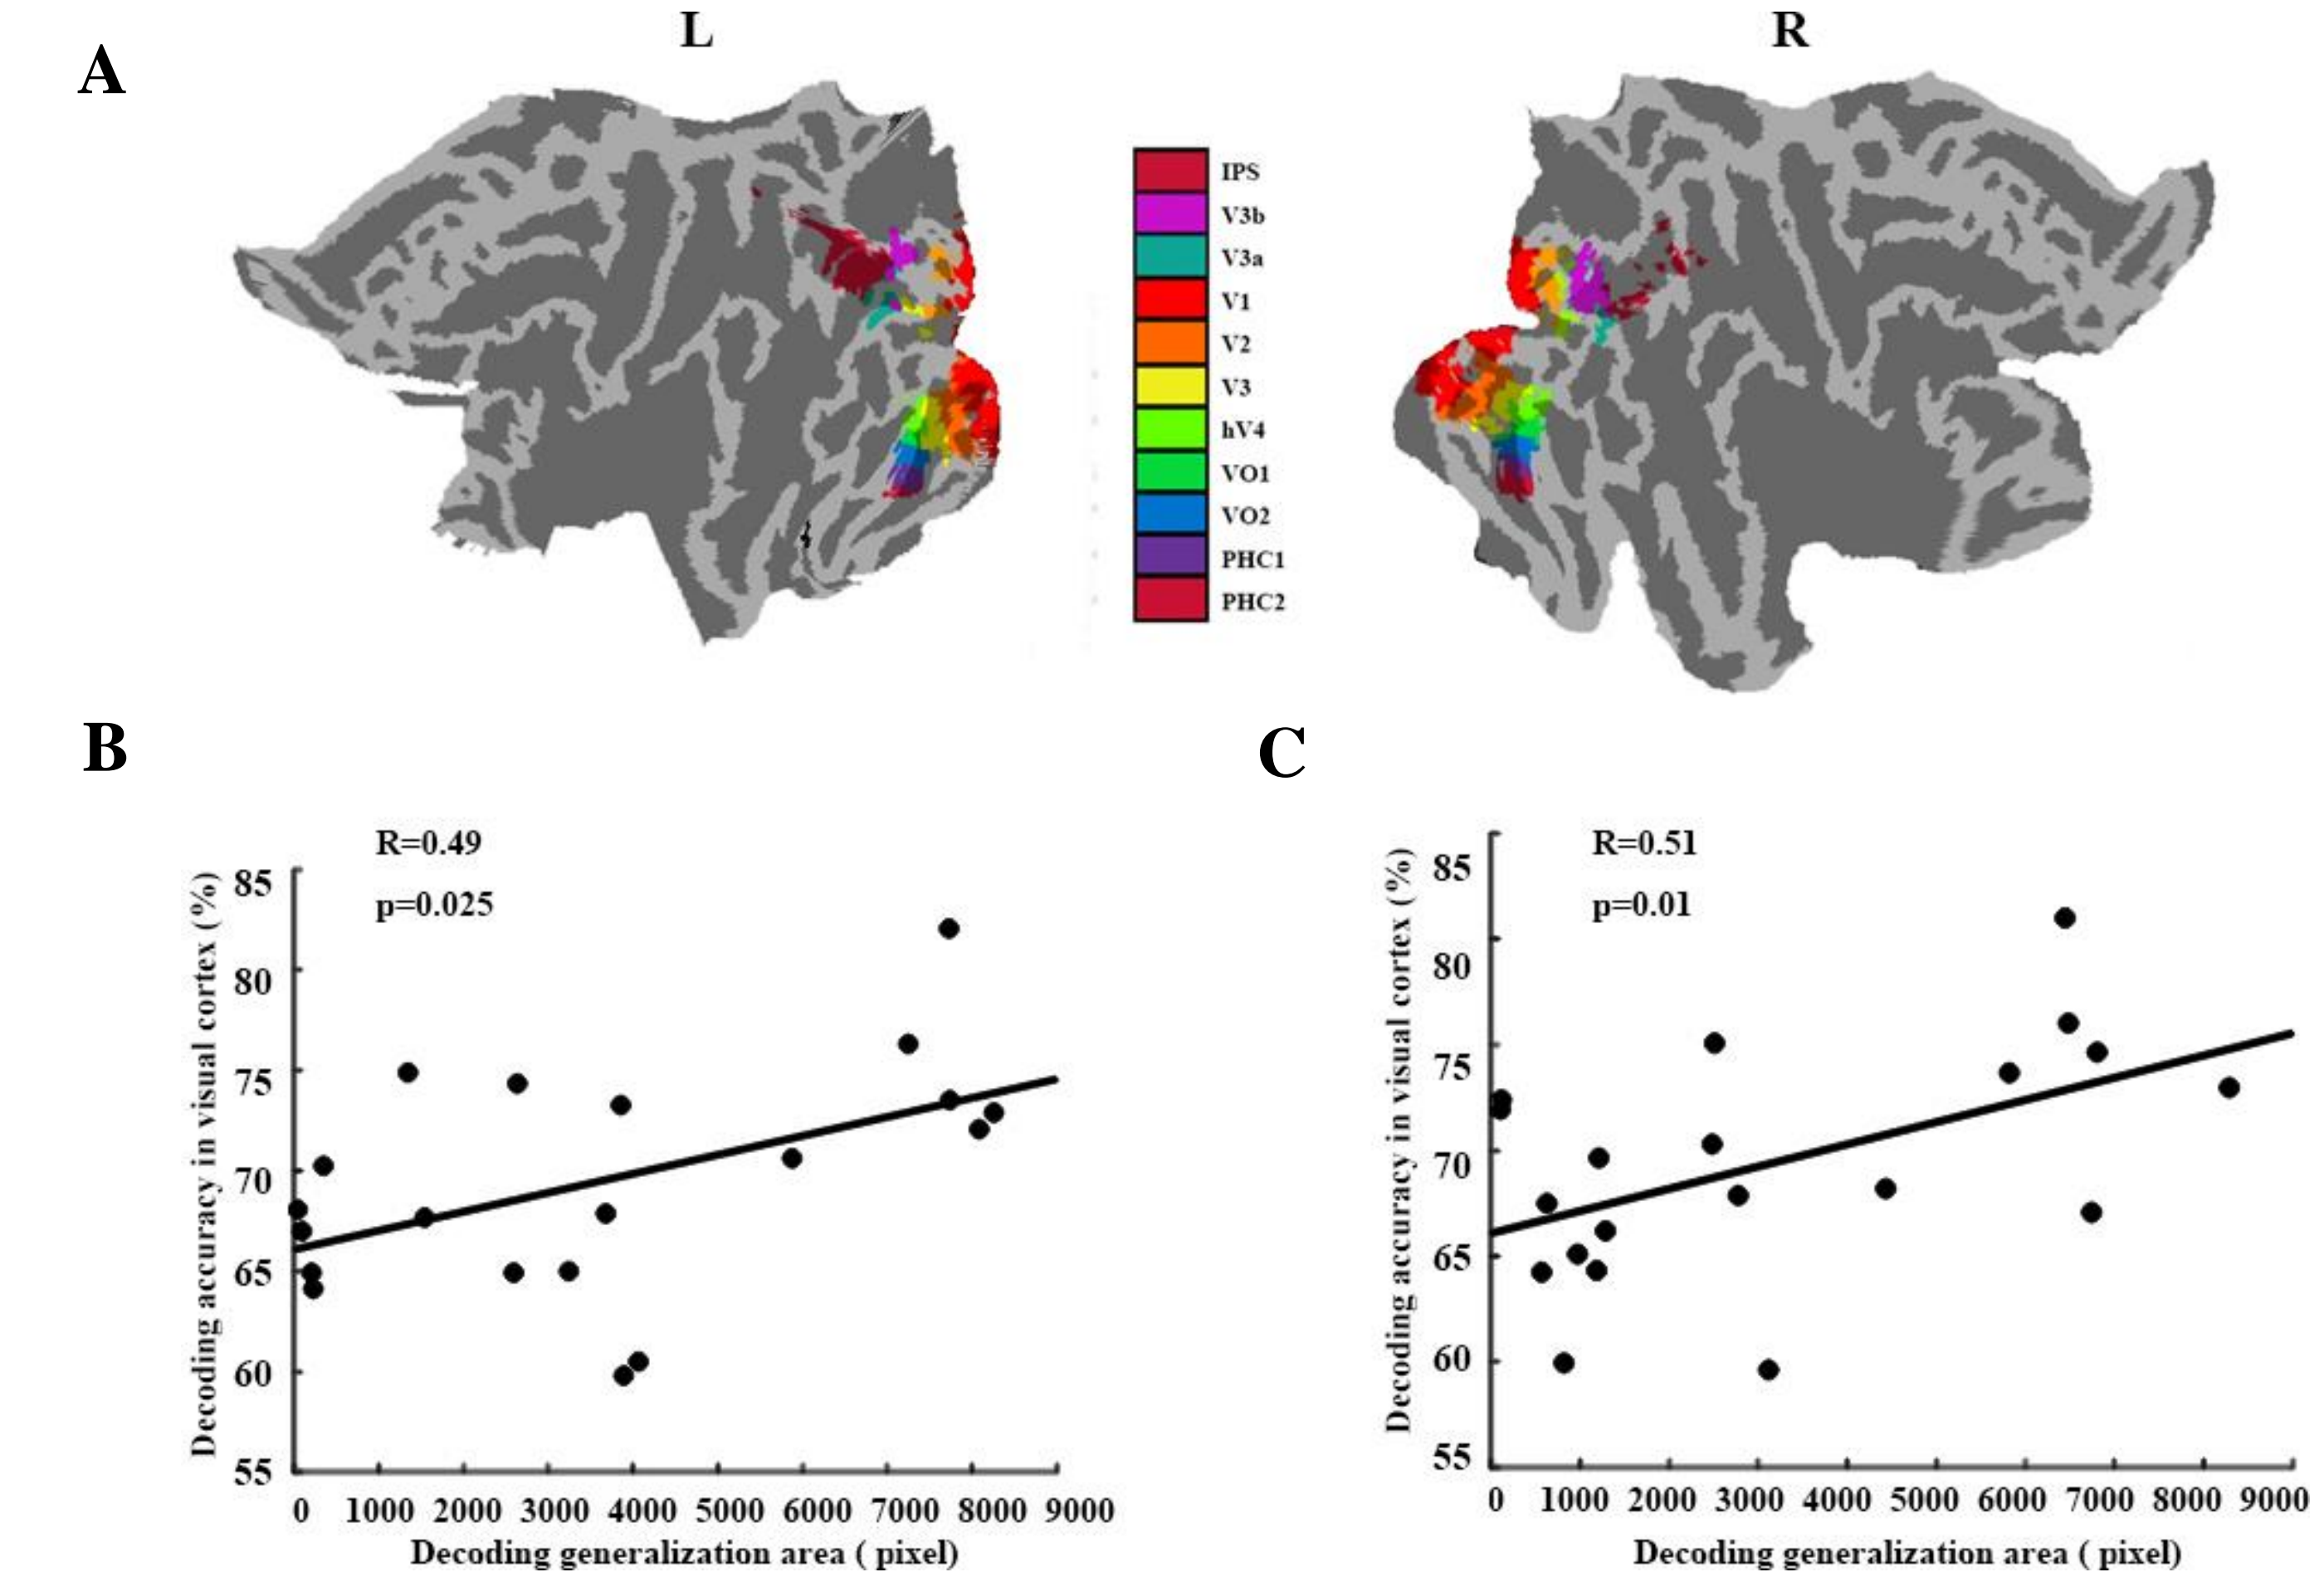 L
R
A
IPS
V3b
V3a
V1
V2
V3
hV4
VO1
VO2
PHC1
PHC2
B
C
R=0.49
p=0.025
Decoding accuracy in visual cortex (%)
85
80
75
70
65
60
55
0 1000 2000 3000 4000 5000 6000 7000 8000 9000
Decoding generalization area ( pixel)
R=0.51
p=0.01
Decoding accuracy in visual cortex (%)
85
80
75
70
65
60
55
0 1000 2000 3000 4000 5000 6000 7000 8000 9000
Decoding generalization area ( pixel)